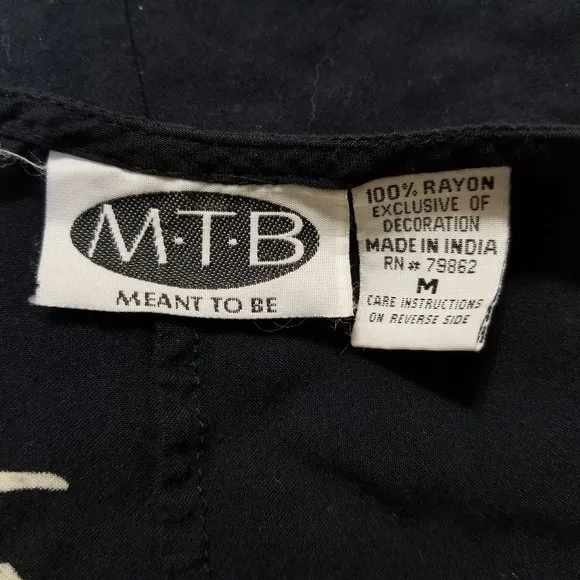 M·T·B
MEANT TO BE
100% RAYON
EXCLUSIVE OF
DECORATION
MADE IN INDIA
RN # 79862
M
CARE INSTRUCTIONS
ON REVERSE SIDE